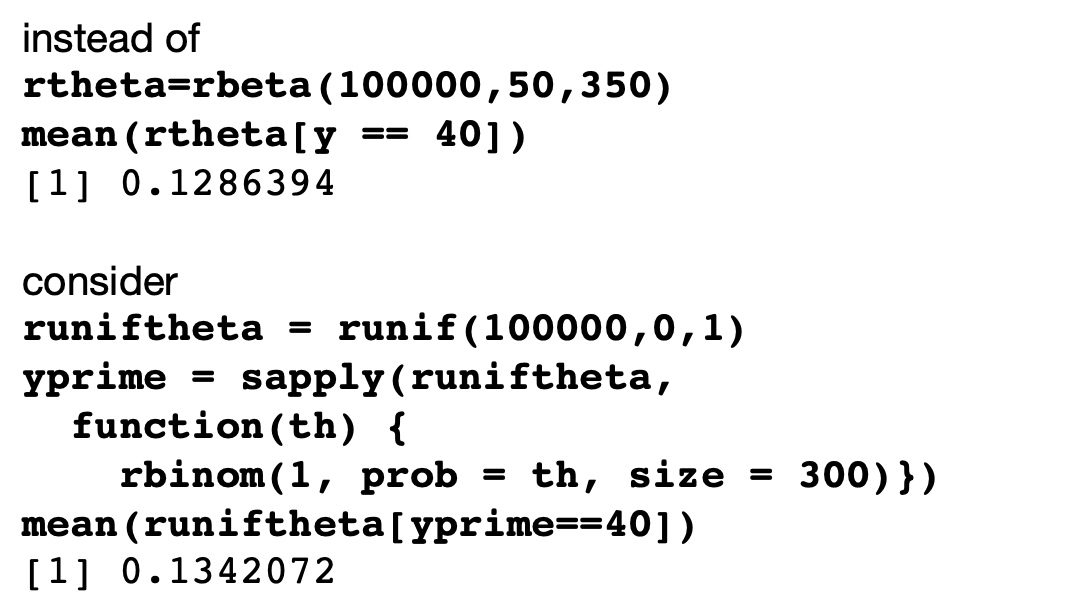 instead of
rtheta=rbeta(100000,50,350)
mean(rtheta[y == 40])
[1] 0.1286394
consider
runiftheta = runif(100000,0,1)
yprime = sapply(runiftheta,
  function(th) {
    rbinom(1, prob = th, size = 300)})
mean(runiftheta[yprime==40])
[1] 0.1342072